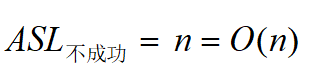 ASL不成功 = n = O(n)